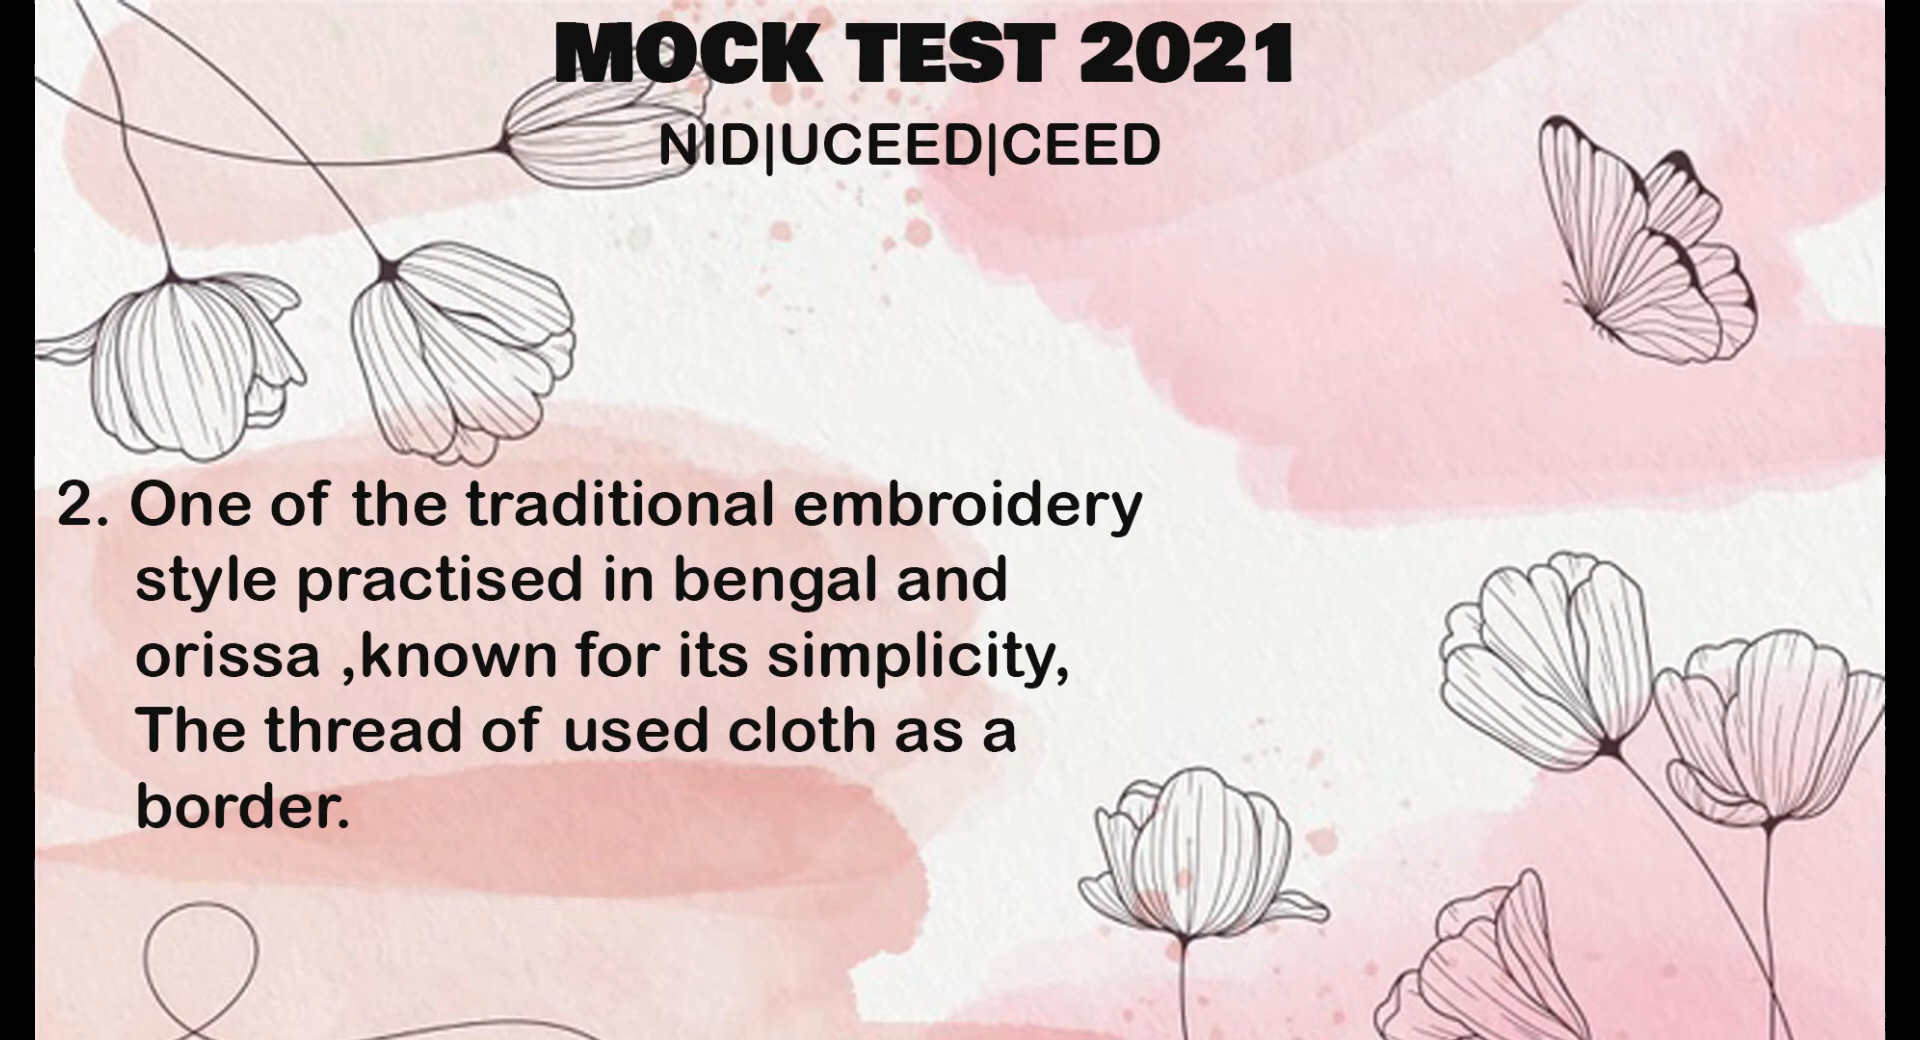 MOCK TEST 2021
NID|UCEED|CEED
2. One of the traditional embroidery
style practised in bengal and
orissa ,known for its simplicity,
The thread of used cloth as a
border.